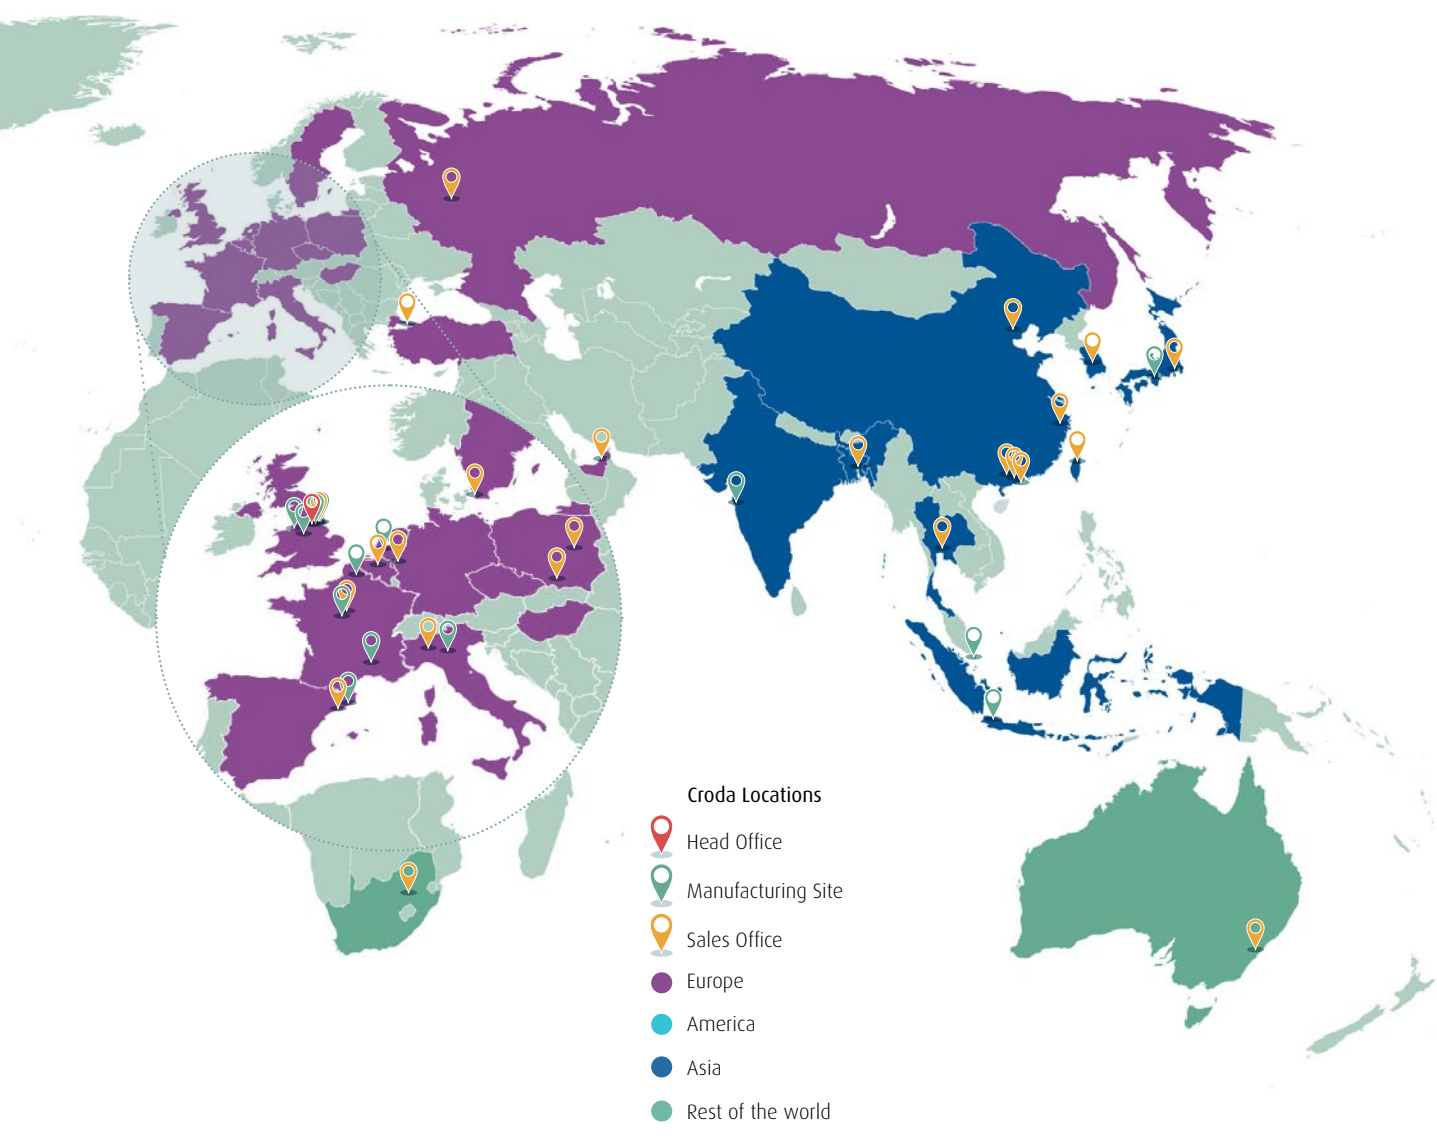 Croda Locations
Head Office
Manufacturing Site
Sales Office
Europe
America
Asia
Rest of the world